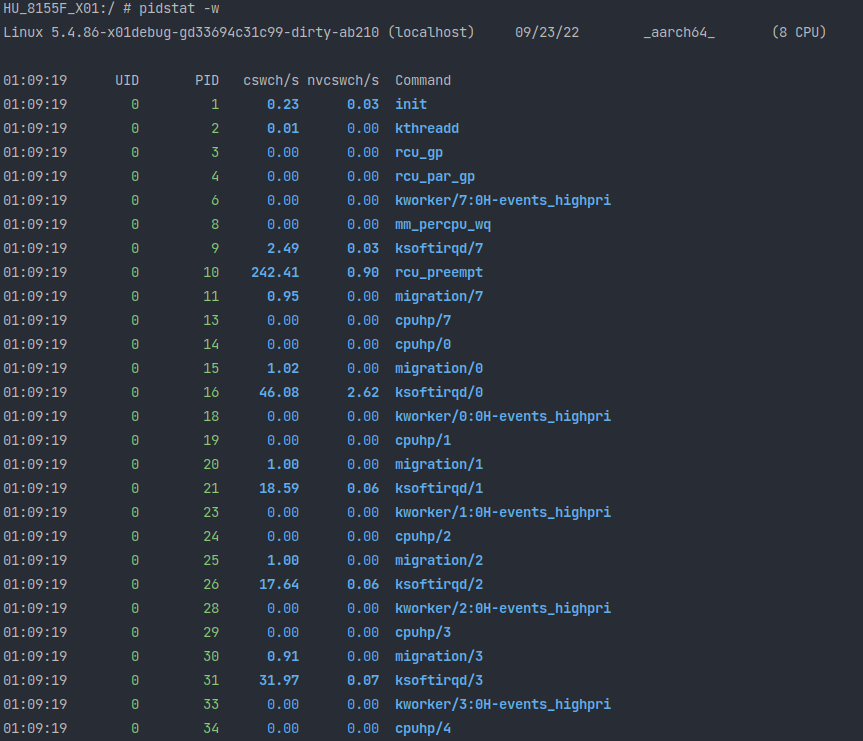 HU_8155F_X01:/ # pidstat -w
Linux 5.4.86-x01debug-gd33694c31c99-dirty-ab210 (localhost) 09/23/22 _aarch64_ (8 CPU)
01:09:19 UID PID cswch/s nvcswch/s Command
01:09:19 0 1 0.23 0.03 init
01:09:19 0 2 0.01 0.00 kthreadd
01:09:19 0 3 0.00 0.00 rcu_gp
01:09:19 0 4 0.00 0.00 rcu_par_gp
01:09:19 0 6 0.00 0.00 kworker/7:0H-events_highpri
01:09:19 0 8 0.00 0.00 mm_percpu_wq
01:09:19 0 9 2.49 0.03 ksoftirqd/7
01:09:19 0 10 242.41 0.90 rcu_preempt
01:09:19 0 11 0.95 0.00 migration/7
01:09:19 0 13 0.00 0.00 cpuhp/7
01:09:19 0 14 0.00 0.00 cpuhp/0
01:09:19 0 15 1.02 0.00 migration/0
01:09:19 0 16 46.08 2.62 ksoftirqd/0
01:09:19 0 18 0.00 0.00 kworker/0:0H-events_highpri
01:09:19 0 19 0.00 0.00 cpuhp/1
01:09:19 0 20 1.00 0.00 migration/1
01:09:19 0 21 18.59 0.06 ksoftirqd/1
01:09:19 0 23 0.00 0.00 kworker/1:0H-events_highpri
01:09:19 0 24 0.00 0.00 cpuhp/2
01:09:19 0 25 1.00 0.00 migration/2
01:09:19 0 26 17.64 0.06 ksoftirqd/2
01:09:19 0 28 0.00 0.00 kworker/2:0H-events_highpri
01:09:19 0 29 0.00 0.00 cpuhp/3
01:09:19 0 30 0.91 0.00 migration/3
01:09:19 0 31 31.97 0.07 ksoftirqd/3
01:09:19 0 33 0.00 0.00 kworker/3:0H-events_highpri
01:09:19 0 34 0.00 0.00 cpuhp/4